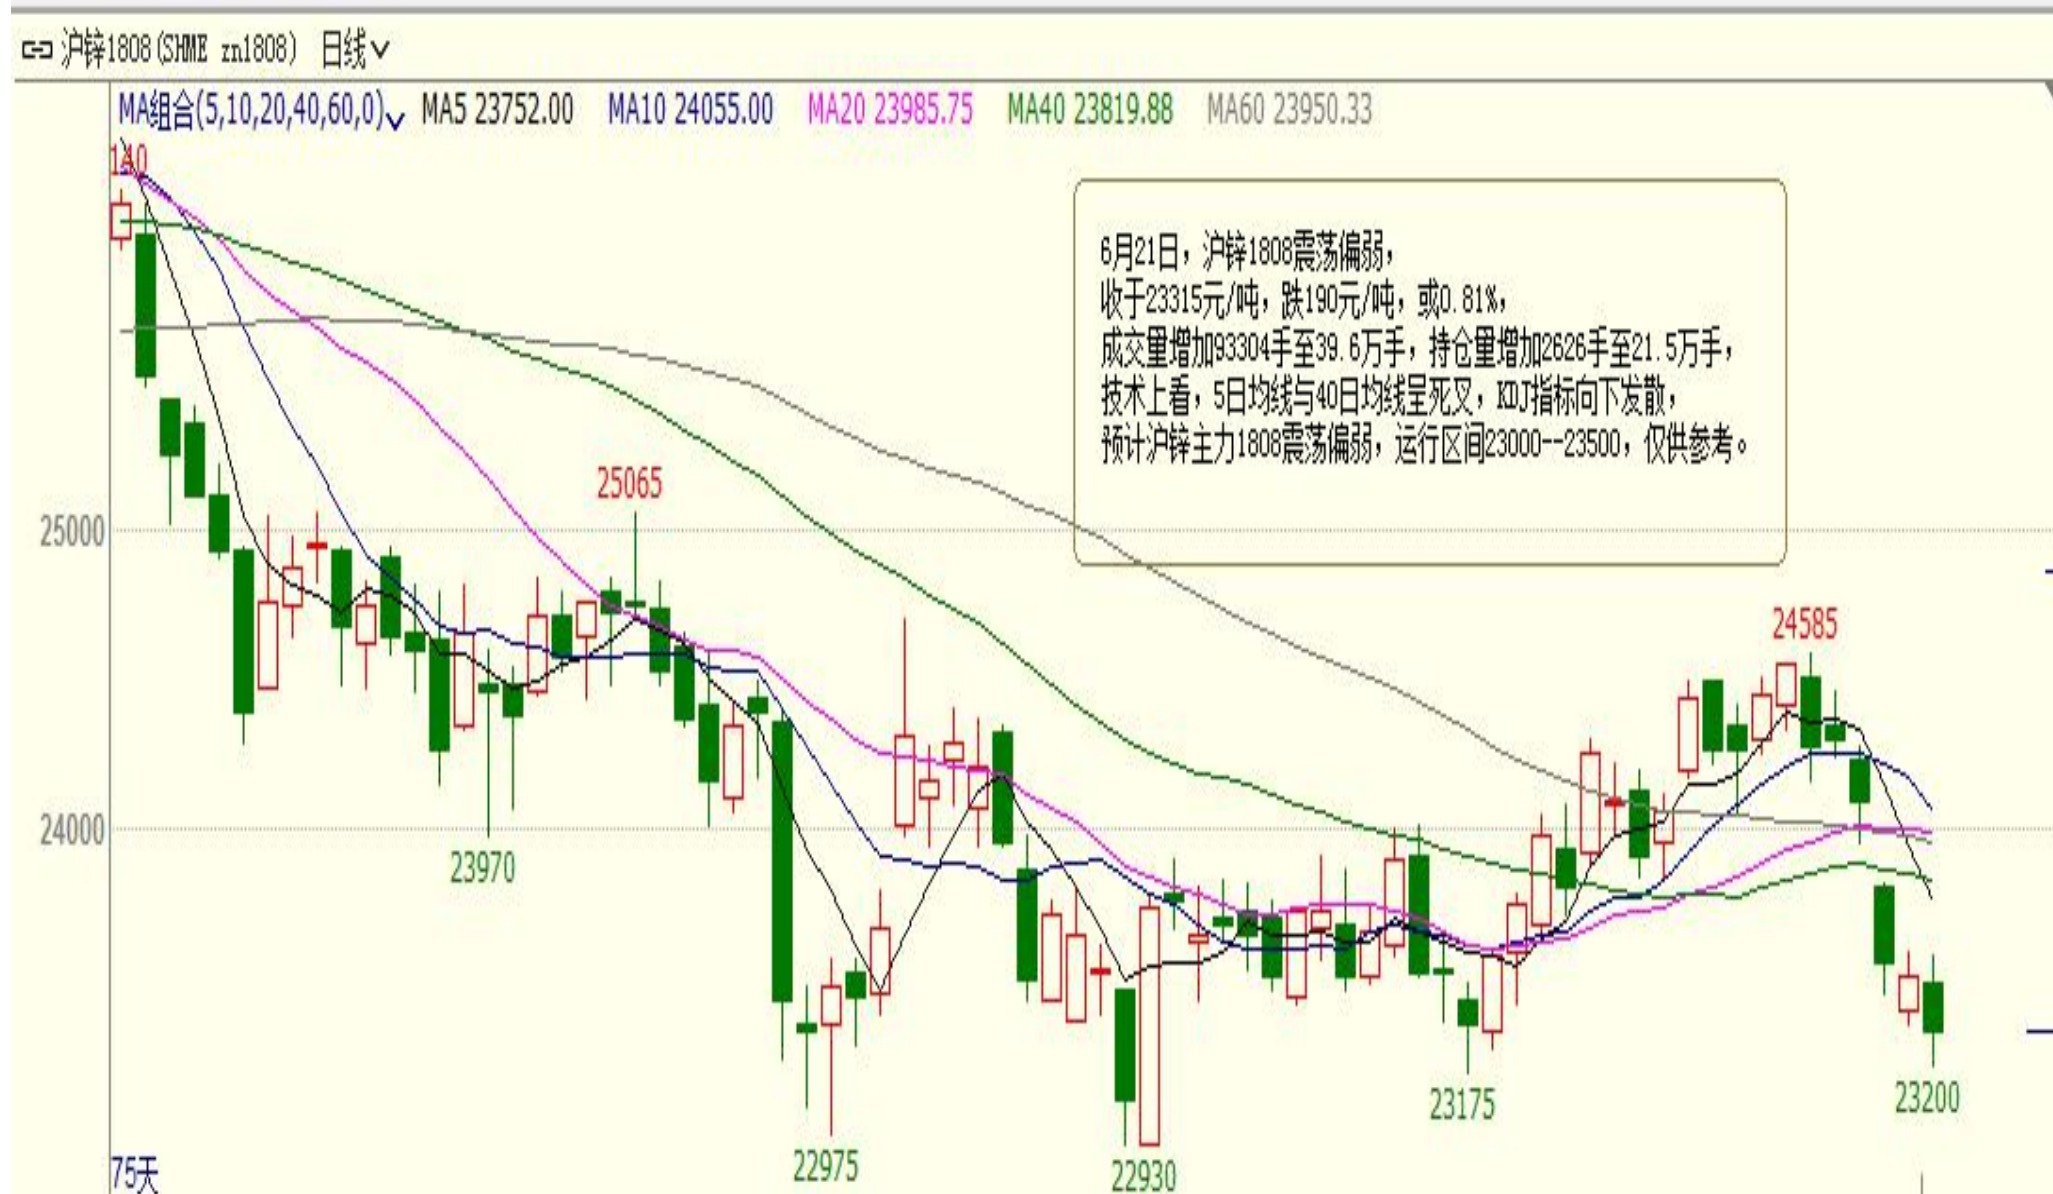 沪锌1808(SHME zn1808) 日线
MA组合(5,10,20,40,60,0) MA5 23752.00 MA10 24055.00 MA20 23985.75 MA40 23819.88 MA60 23950.33
140
6月21日，沪锌1808震荡偏弱，
收于23315元/吨，跌190元/吨，或0.81%，
成交量增加93304手至39.6万手，持仓量增加2626手至21.5万手，
技术上看，5日均线与40日均线呈死叉，KDJ指标向下发散，
预计沪锌主力1808震荡偏弱，运行区间23000--23500，仅供参考。
25065
25000
24585
24000
23970
23175
23200
22975
22930
75天